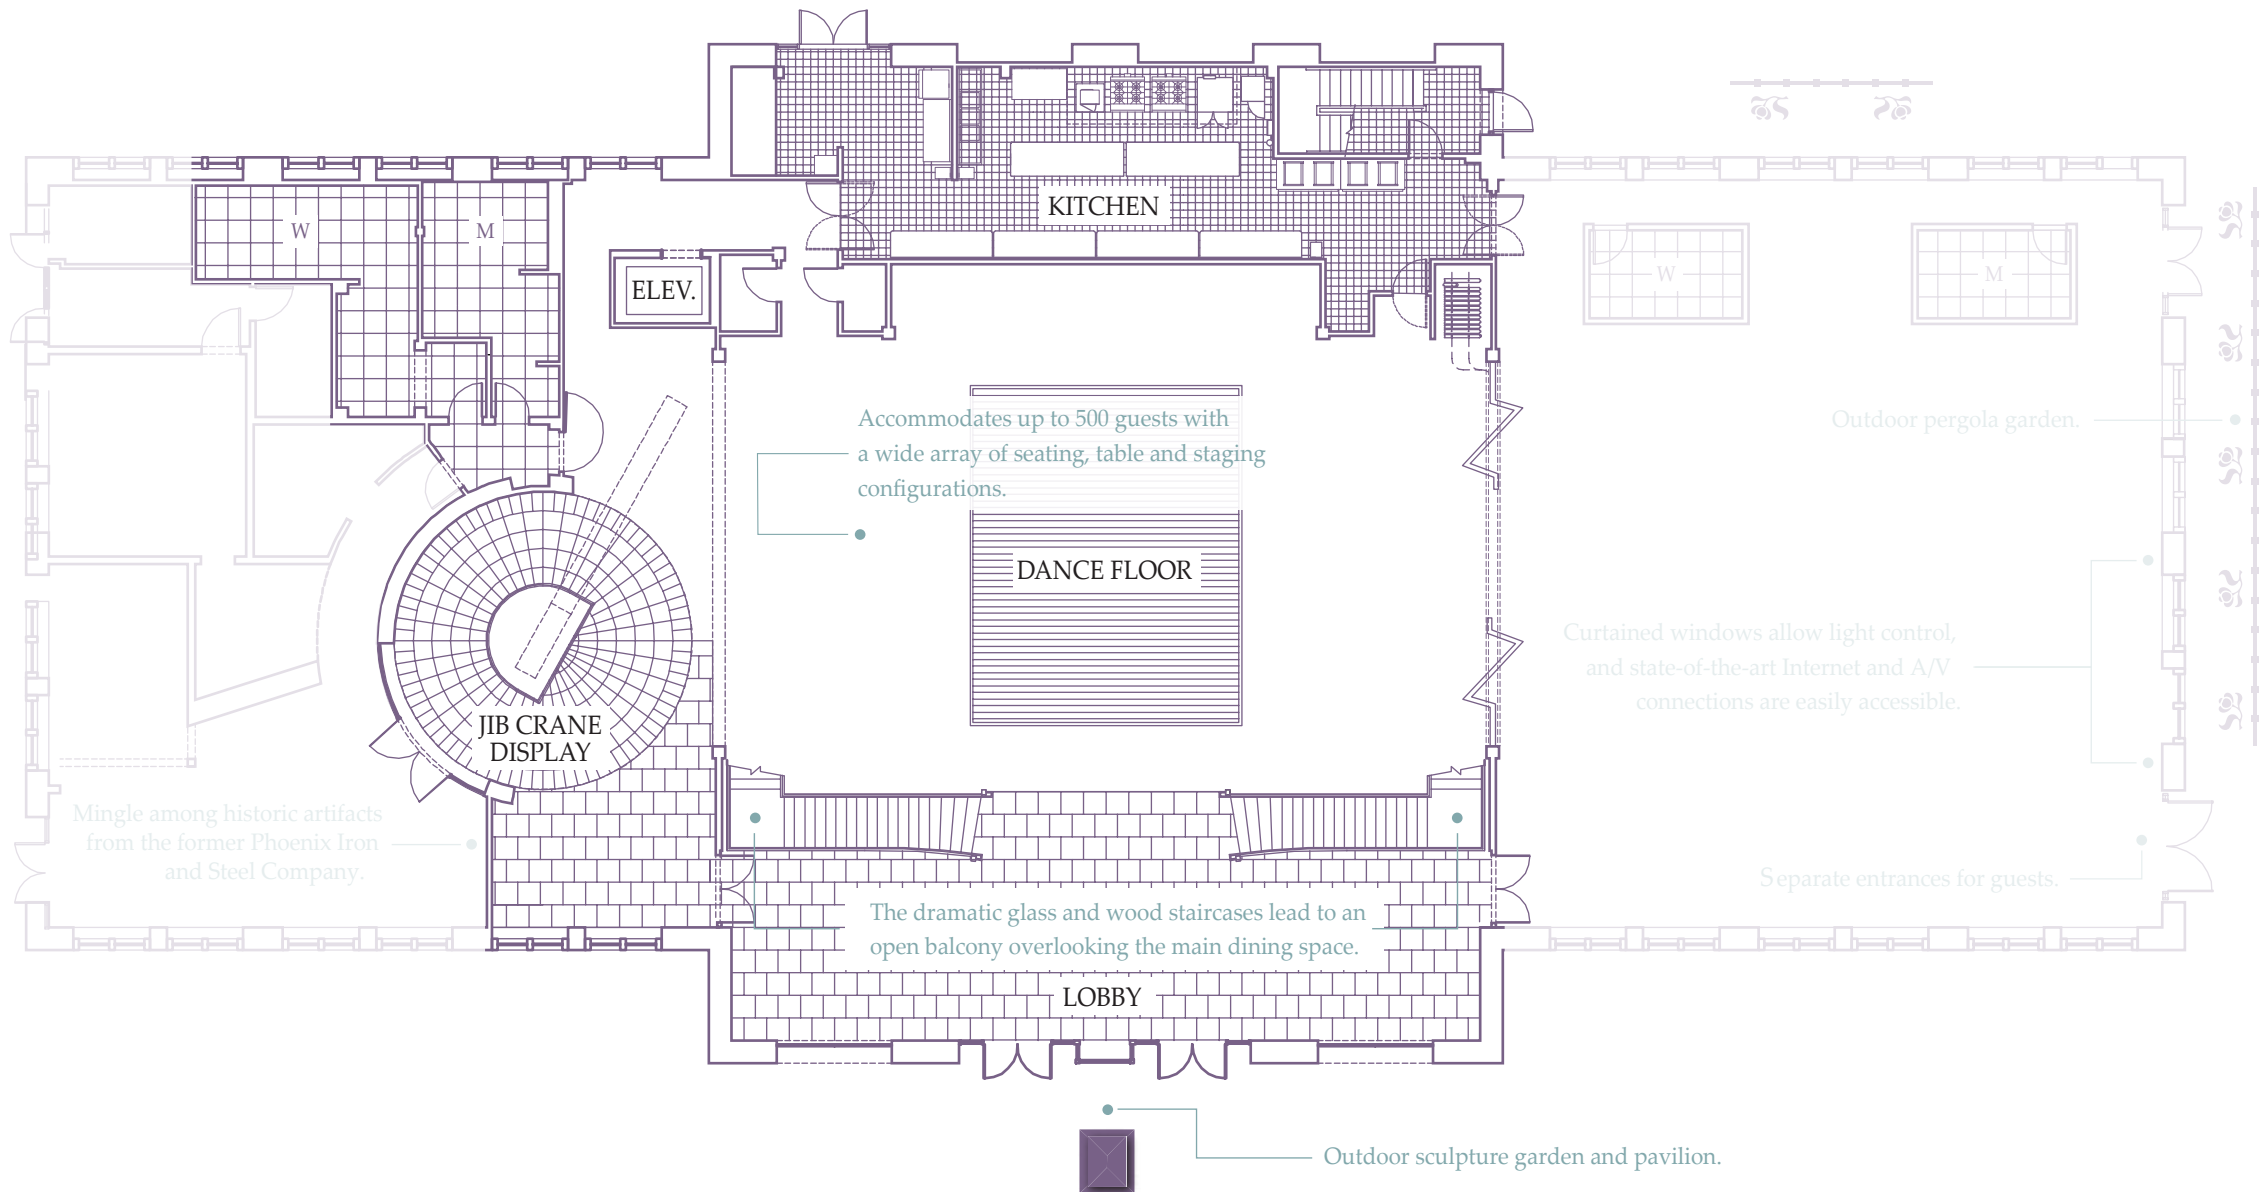 W
M
KITCHEN
ELEV.
W
M
Accommodates up to 500 guests with
a wide array of seating, table and staging
configurations.
Outdoor pergola garden.
DANCE FLOOR
Curtained windows allow light control,
and state-of-the-art Internet and A/V
connections are easily accessible.
JIB CRANE
DISPLAY
Mingle among historic artifacts
from the former Phoenix Iron
and Steel Company.
Separate entrances for guests.
The dramatic glass and wood staircases lead to an
open balcony overlooking the main dining space.
LOBBY
Outdoor sculpture garden and pavilion.